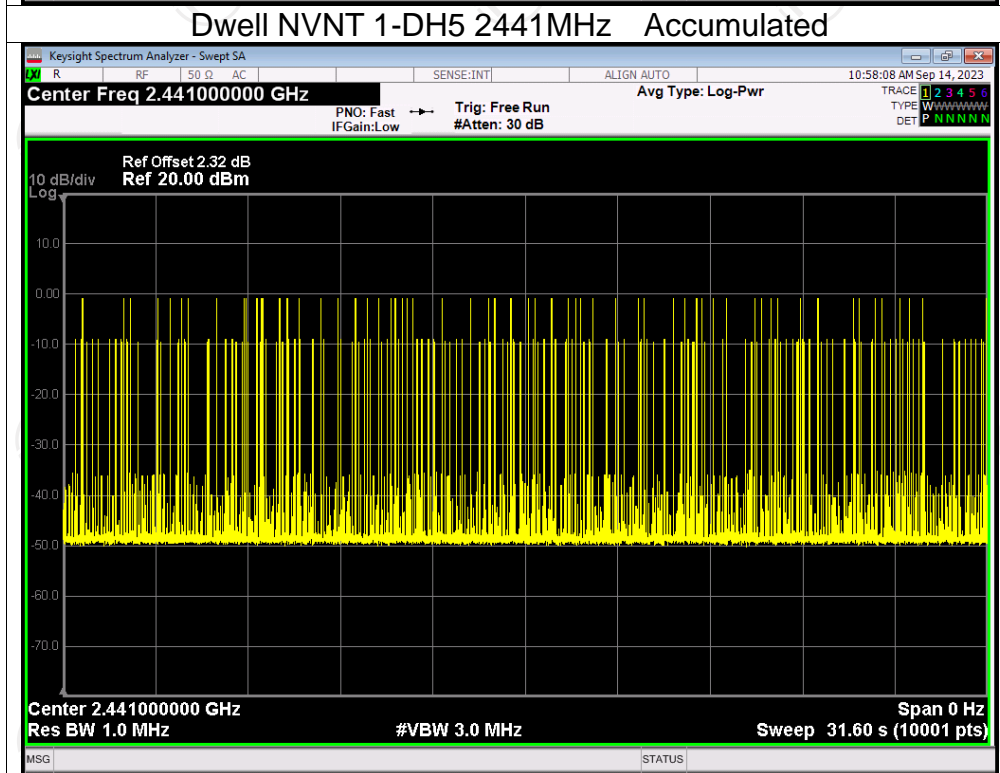 Dwell NVNT 1-DH5 2441MHz Accumulated
Keysight Spectrum Analyzer - Swept SA
LXI R RF 50 Ω AC SENSE:INT ALIGN AUTO 10:58:08 AM Sep 14, 2023
Center Freq 2.441000000 GHz Avg Type: Log-Pwr TRACE 1 2 3 4 5 6
PNO: Fast Trig: Free Run TYPE WWWWWW
IFGain:Low #Atten: 30 dB DET P N N N N N
Ref Offset 2.32 dB
10 dB/div Ref 20.00 dBm
Log
10.0
0.00
-10.0
-20.0
-30.0
-40.0
-50.0
-60.0
-70.0
Center 2.441000000 GHz Span 0 Hz
Res BW 1.0 MHz #VBW 3.0 MHz Sweep 31.60 s (10001 pts)
MSG STATUS